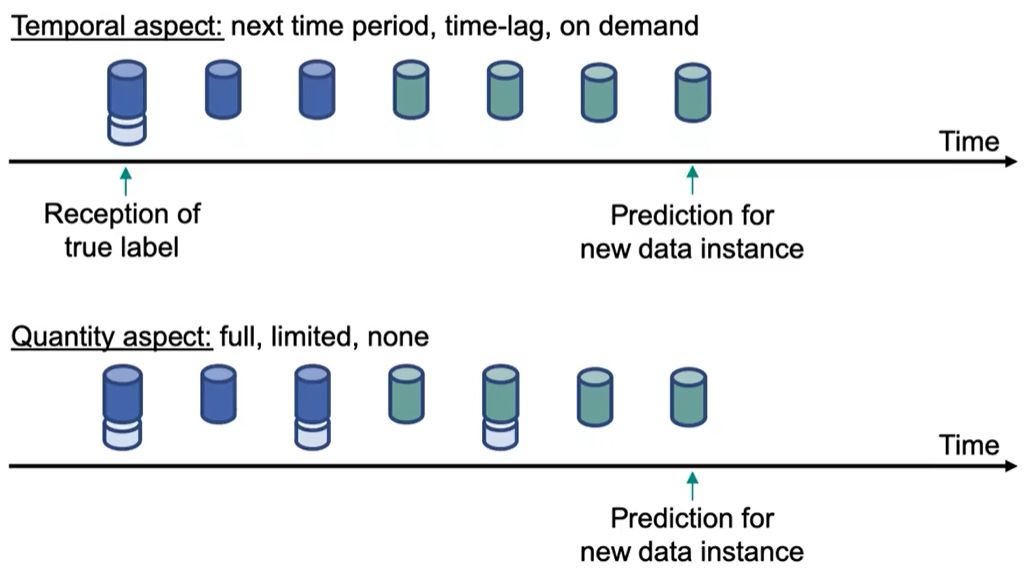 Temporal aspect: next time period, time-lag, on demand
Time
Reception of
true label
Prediction for
new data instance
Quantity aspect: full, limited, none
Time
Prediction for
new data instance